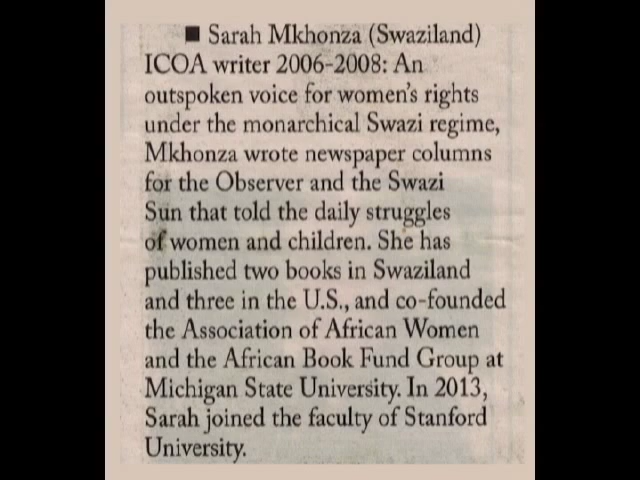 ■ Sarah Mkhonza (Swaziland)
ICOA writer 2006-2008: An
outspoken voice for women's rights
under the monarchical Swazi regime,
Mkhonza wrote newspaper columns
for the Observer and the Swazi
Sun that told the daily struggles
of women and children. She has
published two books in Swaziland
and three in the U.S., and co-founded
the Association of African Women
and the African Book Fund Group at
Michigan State University. In 2013,
Sarah joined the faculty of Stanford
University.